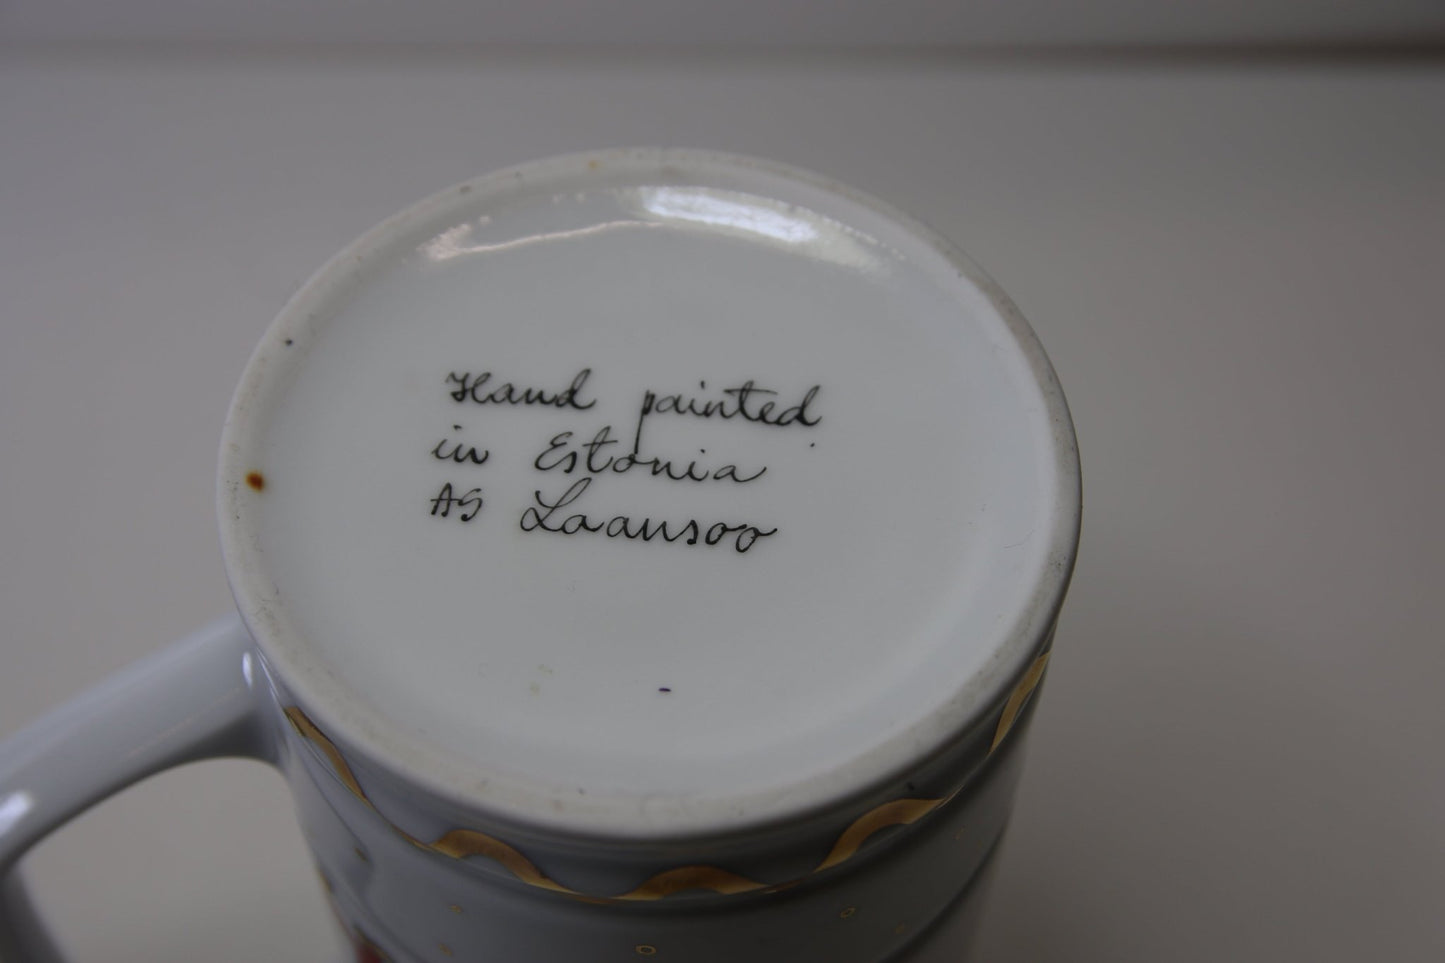 Hand painted
in Estonia
AS Laansoo